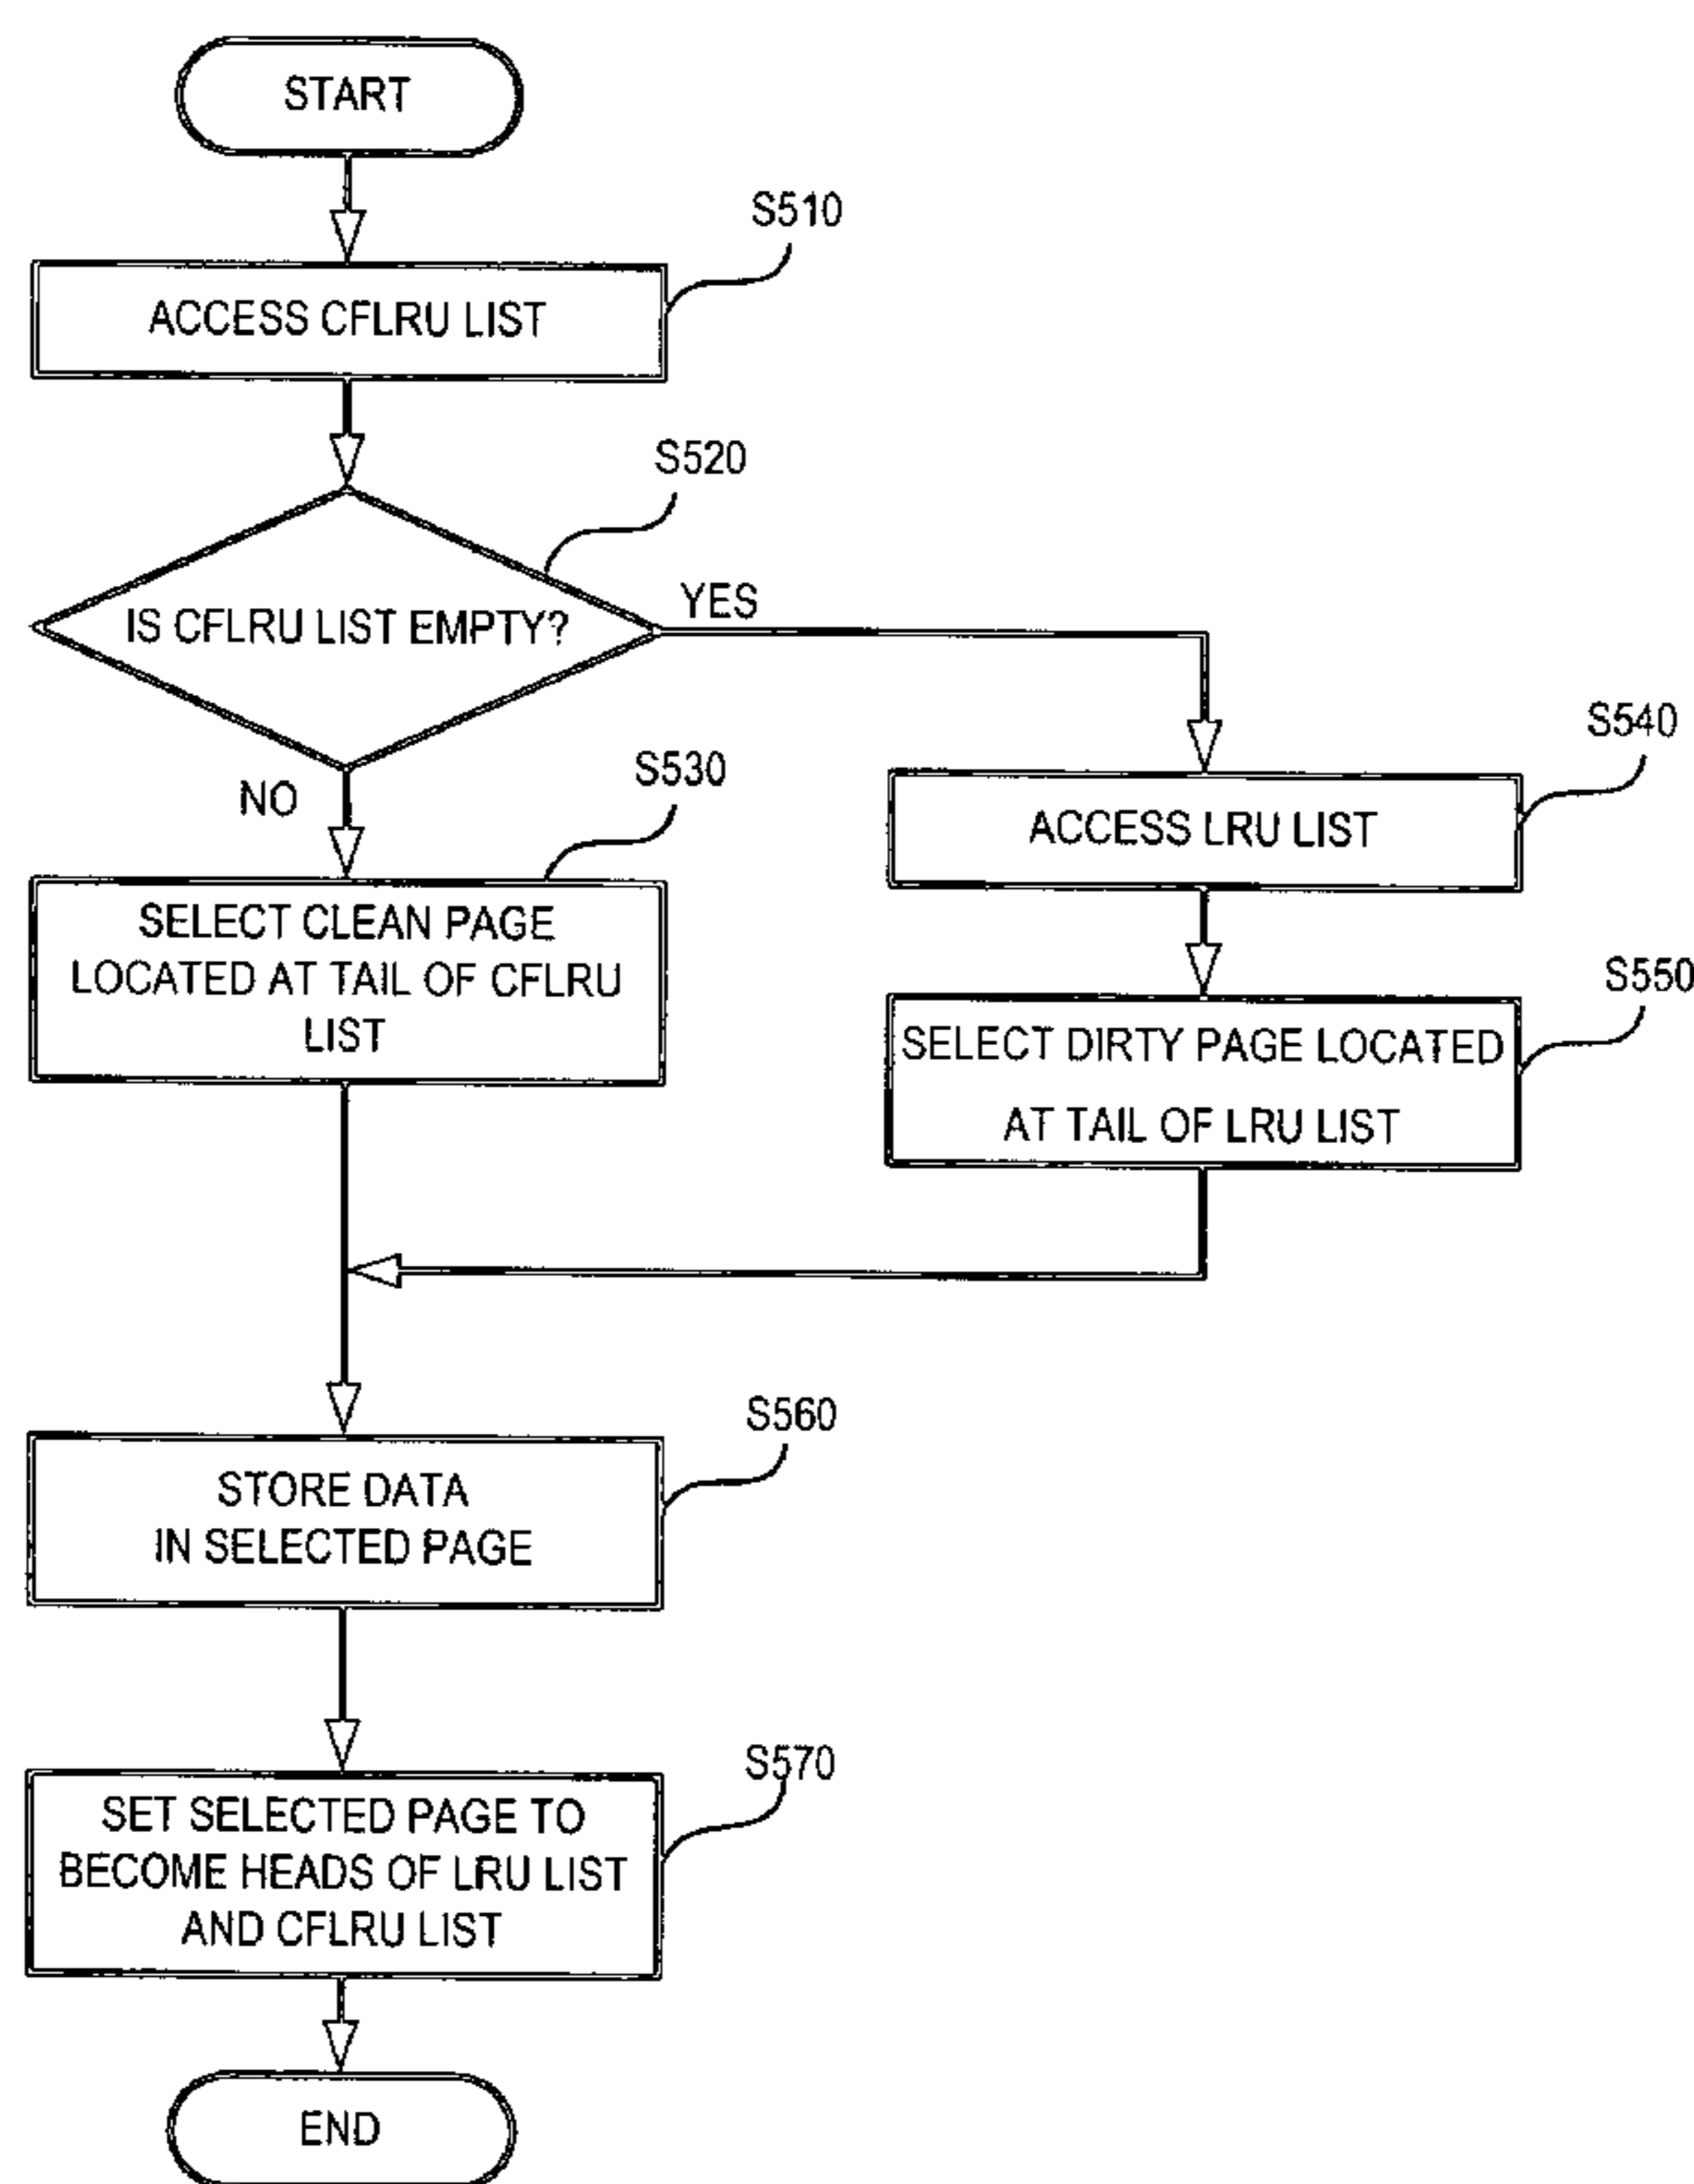 START
S510
ACCESS CFLRU LIST
S520
IS CFLRU LIST EMPTY?
YES
NO
S530
SELECT CLEAN PAGE
LOCATED AT TAIL OF CFLRU
LIST
S540
ACCESS LRU LIST
S550
SELECT DIRTY PAGE LOCATED
AT TAIL OF LRU LIST
S560
STORE DATA
IN SELECTED PAGE
S570
SET SELECTED PAGE TO
BECOME HEADS OF LRU LIST
AND CFLRU LIST
END